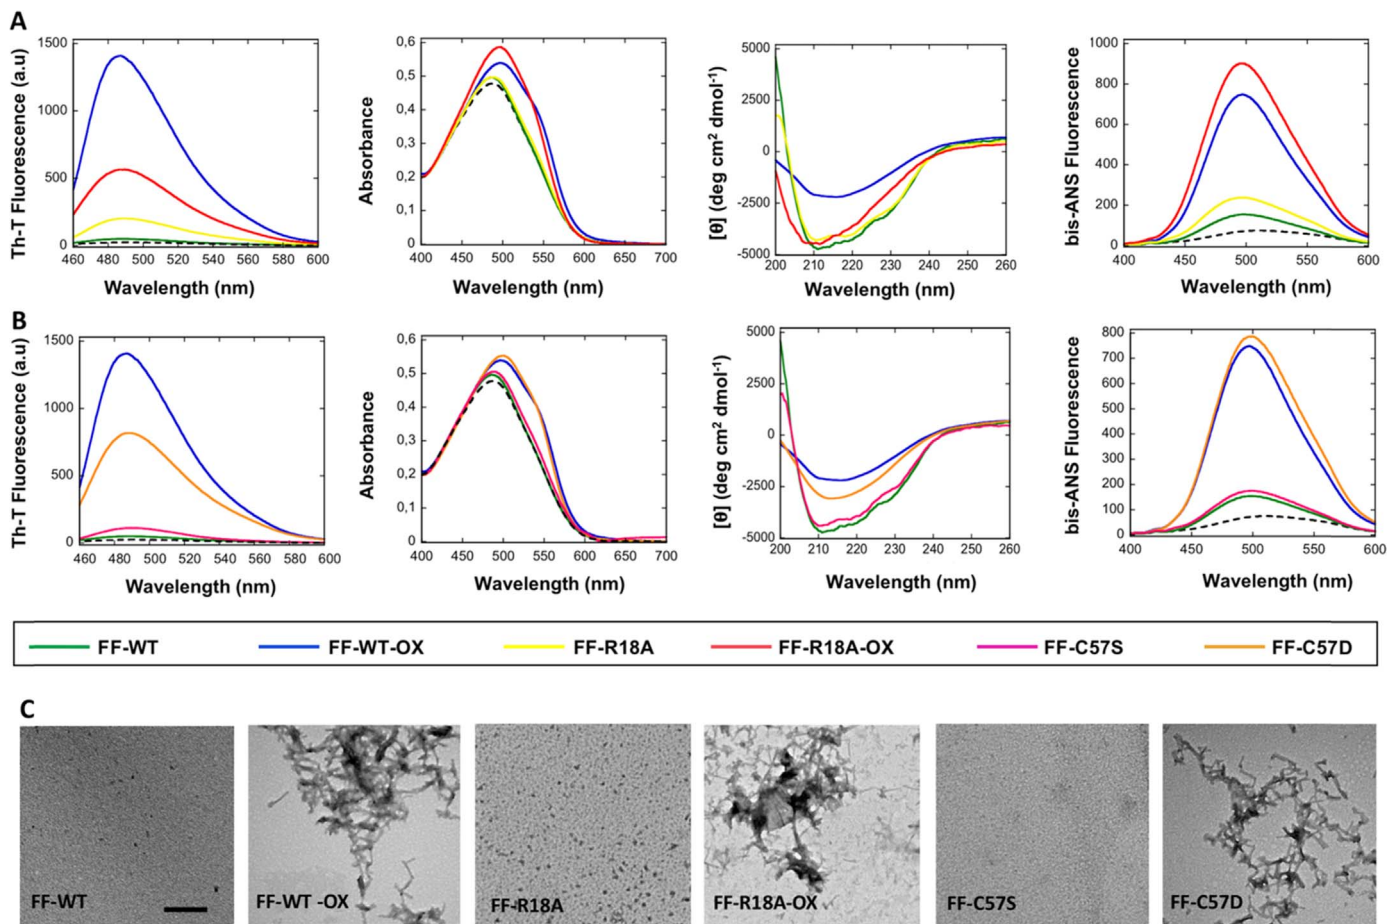 A
Th-T Fluorescence (a.u)
1500
1000
500
0
460 480 500 520 540 560 580 600
Wavelength (nm)
Absorbance
0,6
0,5
0,4
0,3
0,2
0,1
0
400 450 500 550 600 650 700
Wavelength (nm)
[θ] (deg cm² dmol⁻¹)
5000
2500
0
-2500
-5000
200 210 220 230 240 250 260
Wavelength (nm)
bis-ANS Fluorescence
1000
800
600
400
200
0
400 450 500 550 600
Wavelength (nm)
B
Th-T Fluorescence (a.u)
1500
1000
500
0
460 480 500 520 540 560 580 600
Wavelength (nm)
Absorbance
0,6
0,5
0,4
0,3
0,2
0,1
0
400 450 500 550 600 650 700
Wavelength (nm)
[θ] (deg cm² dmol⁻¹)
5000
2500
0
-2500
-5000
200 210 220 230 240 250 260
Wavelength (nm)
bis-ANS Fluorescence
800
700
600
500
400
300
200
100
0
400 450 500 550 600
Wavelength (nm)
FF-WT FF-WT-OX FF-R18A FF-R18A-OX FF-C57S FF-C57D
C
FF-WT FF-WT -OX FF-R18A FF-R18A-OX FF-C57S FF-C57D